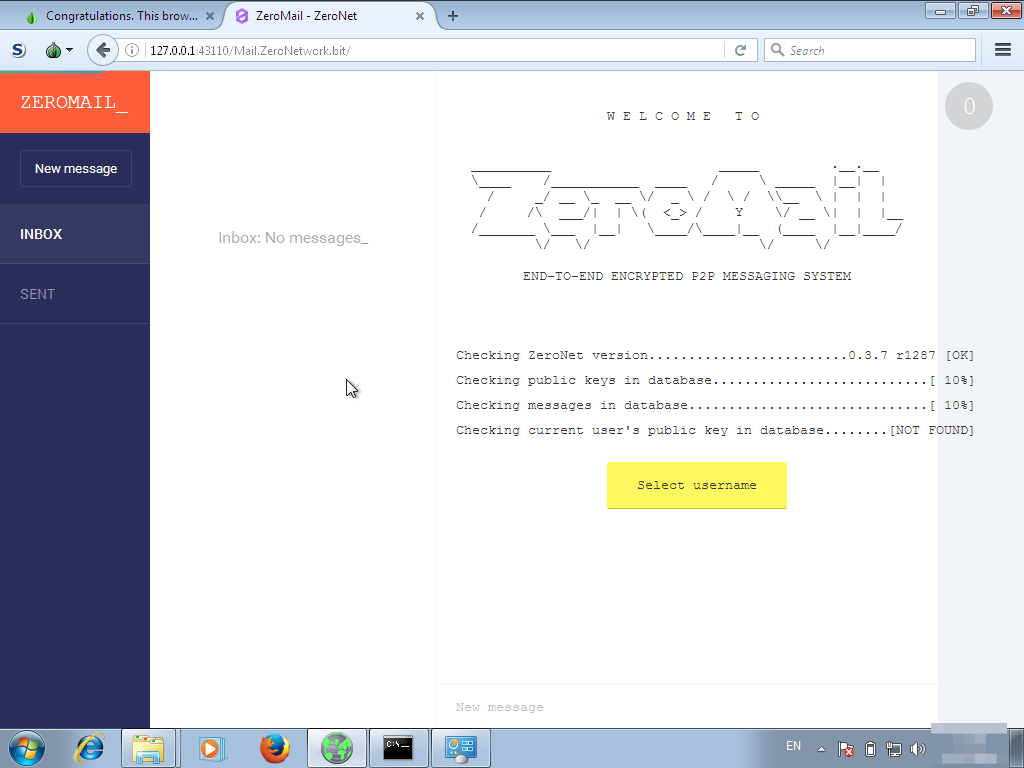 Congratulations. This brow...
ZeroMail - ZeroNet
127.0.0.1:43110/Mail.ZeroNetwork.bit/
Search
ZEROMAIL_
New message
INBOX
SENT
Inbox: No messages_
0
WELCOME TO
ZeroMail
END-TO-END ENCRYPTED P2P MESSAGING SYSTEM
Checking ZeroNet version.........................0.3.7 r1287 [OK]
Checking public keys in database...........................[ 10%]
Checking messages in database..............................[ 10%]
Checking current user's public key in database........[NOT FOUND]
Select username
New message
C:\_
EN